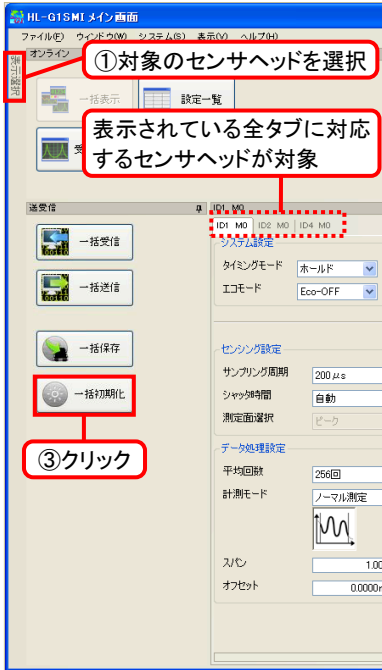 HL-G1SMI メイン画面
ファイル(F) ウィンドウ(W) システム(S) 表示(V) ヘルプ(H)
オンライン
①対象のセンサヘッドを選択
表示選択
一括表示
設定一覧
受
表示されている全タブに対応
するセンサヘッドが対象
送受信
ID1 M0
ID1 M0 ID2 M0 ID4 M0
一括受信
一括送信
一括保存
一括初期化
③クリック
システム設定
タイミングモード ホールド
エコモード Eco-OFF
センシング設定
サンプリング周期 200μs
シャッタ時間 自動
測定面選択 ピーク
データ処理設定
平均回数 256回
計測モード ノーマル測定
スパン 1.00
オフセット 0.0000